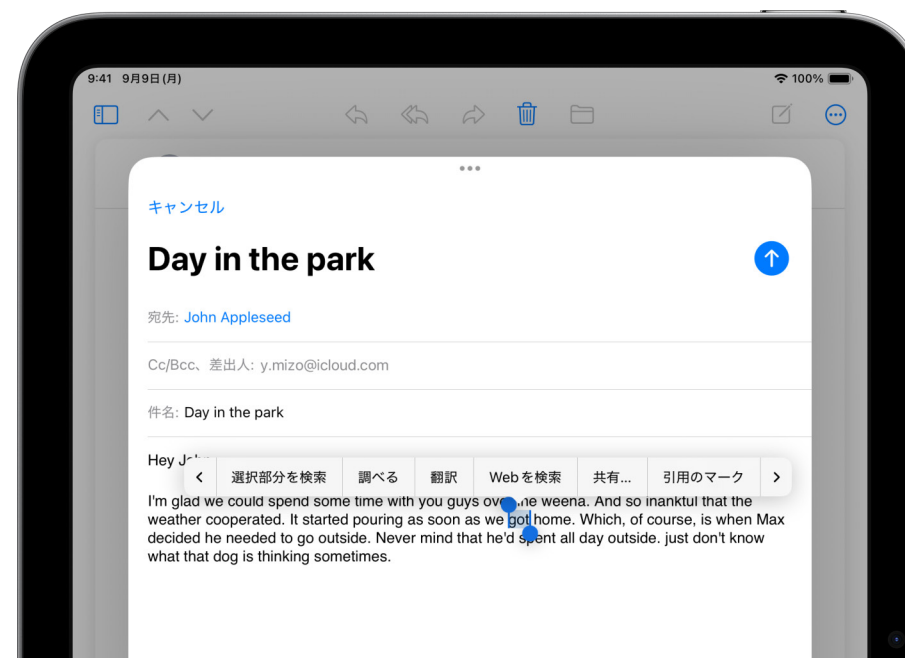 9:41 9月9日(月)
100%
キャンセル
Day in the park
宛先: John Appleseed
Cc/Bcc、差出人: y.mizo@icloud.com
件名: Day in the park
Hey
選択部分を検索 調べる 翻訳 Webを検索 共有... 引用のマーク
I'm glad we could spend some time with you guys And so that the
weather cooperated. It started pouring as soon as we got home. Which, of course, is when Max
decided he needed to go outside. Never mind that he'd spent all day outside. just don't know
what that dog is thinking sometimes.